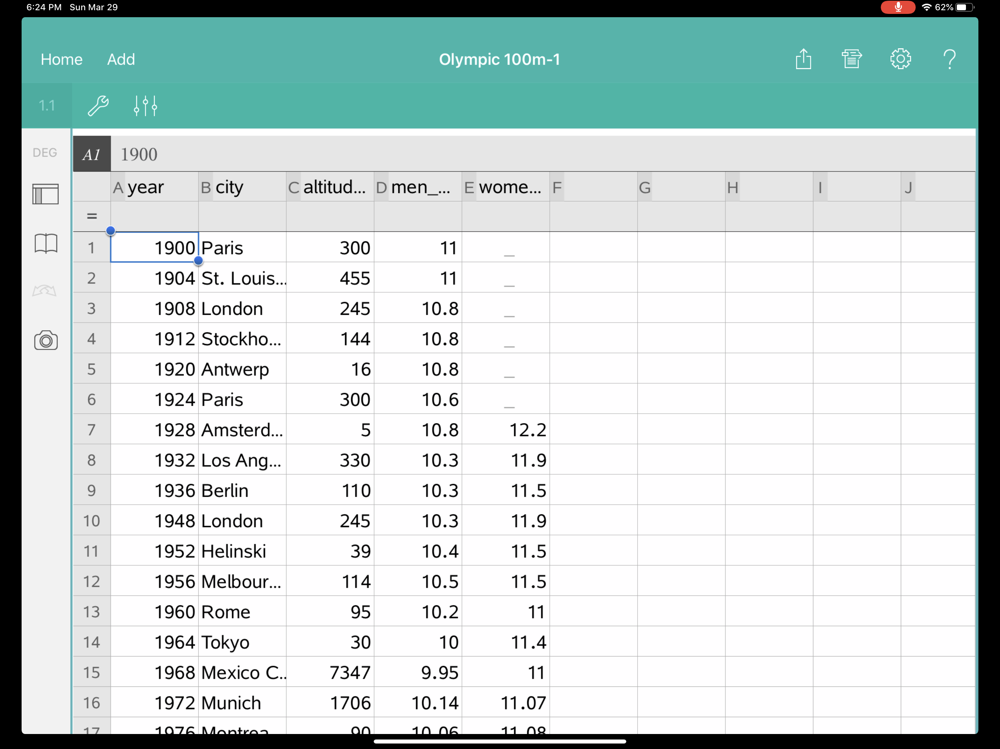 6:24 PM Sun Mar 29 62%
Home Add Olympic 100m-1 ?
1.1
DEG A1 1900
A year B city C altitud... D men_... E wome... F G H I J
=
1 1900 Paris 300 11 _
2 1904 St. Louis... 455 11 _
3 1908 London 245 10.8 _
4 1912 Stockho... 144 10.8 _
5 1920 Antwerp 16 10.8 _
6 1924 Paris 300 10.6 _
7 1928 Amsterd... 5 10.8 12.2
8 1932 Los Ang... 330 10.3 11.9
9 1936 Berlin 110 10.3 11.5
10 1948 London 245 10.3 11.9
11 1952 Helinski 39 10.4 11.5
12 1956 Melbour... 114 10.5 11.5
13 1960 Rome 95 10.2 11
14 1964 Tokyo 30 10 11.4
15 1968 Mexico C.. 7347 9.95 11
16 1972 Munich 1706 10.14 11.07
17 1976 Montrea 90 10.06 11.08